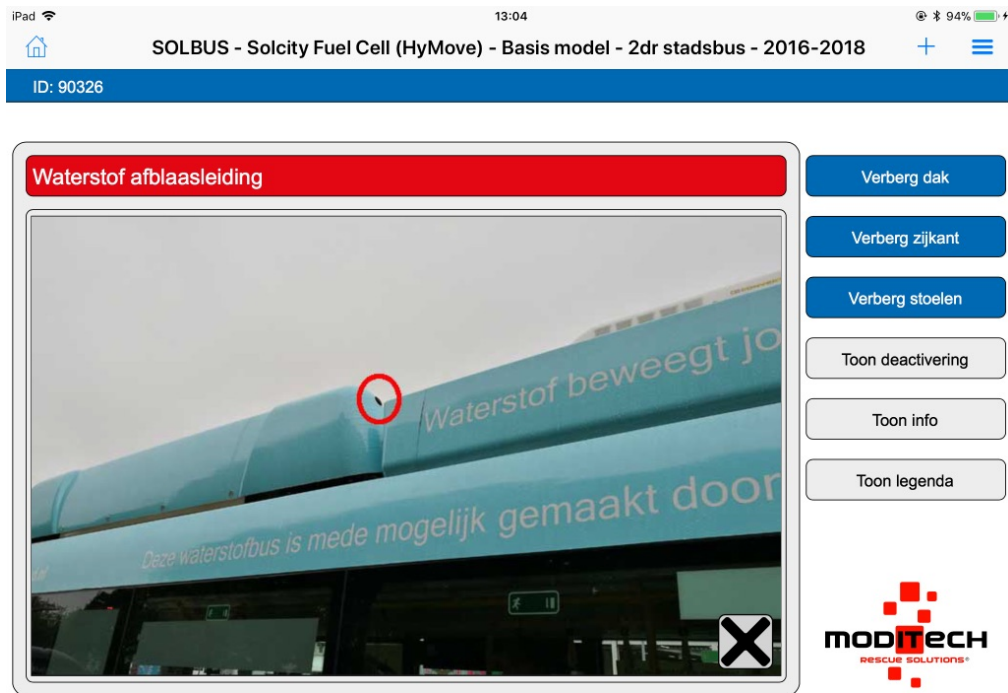 iPad 13:04 94%
SOLBUS - Solcity Fuel Cell (HyMove) - Basis model - 2dr stadsbus - 2016-2018
ID: 90326
Waterstof afblaasleiding
Waterstof beweegt jo
Deze waterstofbus is mede mogelijk gemaakt door
Verberg dak
Verberg zijkant
Verberg stoelen
Toon deactivering
Toon info
Toon legenda
MODITECH
RESCUE SOLUTIONS®